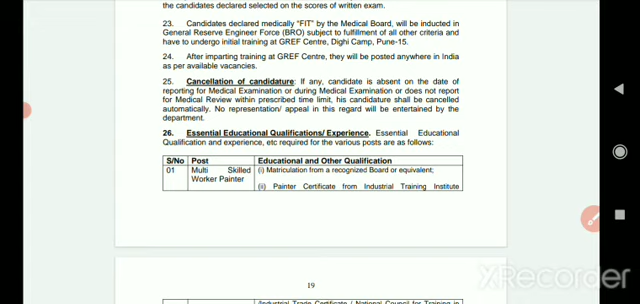 the candidates declared selected on the scores of written exam.
23. Candidates declared medically "FIT" by the Medical Board, will be inducted in
General Reserve Engineer Force (BRO) subject to fulfillment of all other criteria and
have to undergo initial training at GREF Centre, Dighi Camp, Pune-15.
24. After imparting training at GREF Centre, they will be posted anywhere in India
as per available vacancies.
25. Cancellation of candidature: If any, candidate is absent on the date of
reporting for Medical Examination or during Medical Examination or does not report
for Medical Review within prescribed time limit, his candidature shall be cancelled
automatically. No representation/ appeal in this regard will be entertained by the
department.
26. Essential Educational Qualifications/ Experience. Essential Educational
Qualification and experience, etc required for the various posts are as follows:
S/No Post Educational and Other Qualification
01 Multi Skilled (i) Matriculation from a recognized Board or equivalent;
Worker Painter
(ii) Painter Certificate from Industrial Training Institute
19
/Industrial Trade Certificate / National Council for Training in
XRecorder